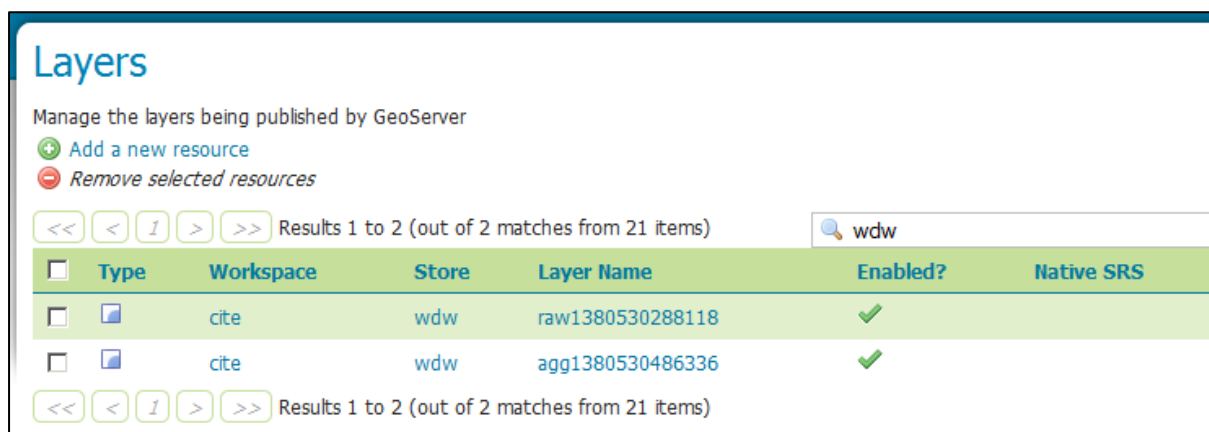 Layers
Manage the layers being published by GeoServer
Add a new resource
Remove selected resources
<< < 1 > >> Results 1 to 2 (out of 2 matches from 21 items) wdw
Type Workspace Store Layer Name Enabled? Native SRS
cite wdw raw1380530288118
cite wdw agg1380530486336
<< < 1 > >> Results 1 to 2 (out of 2 matches from 21 items)